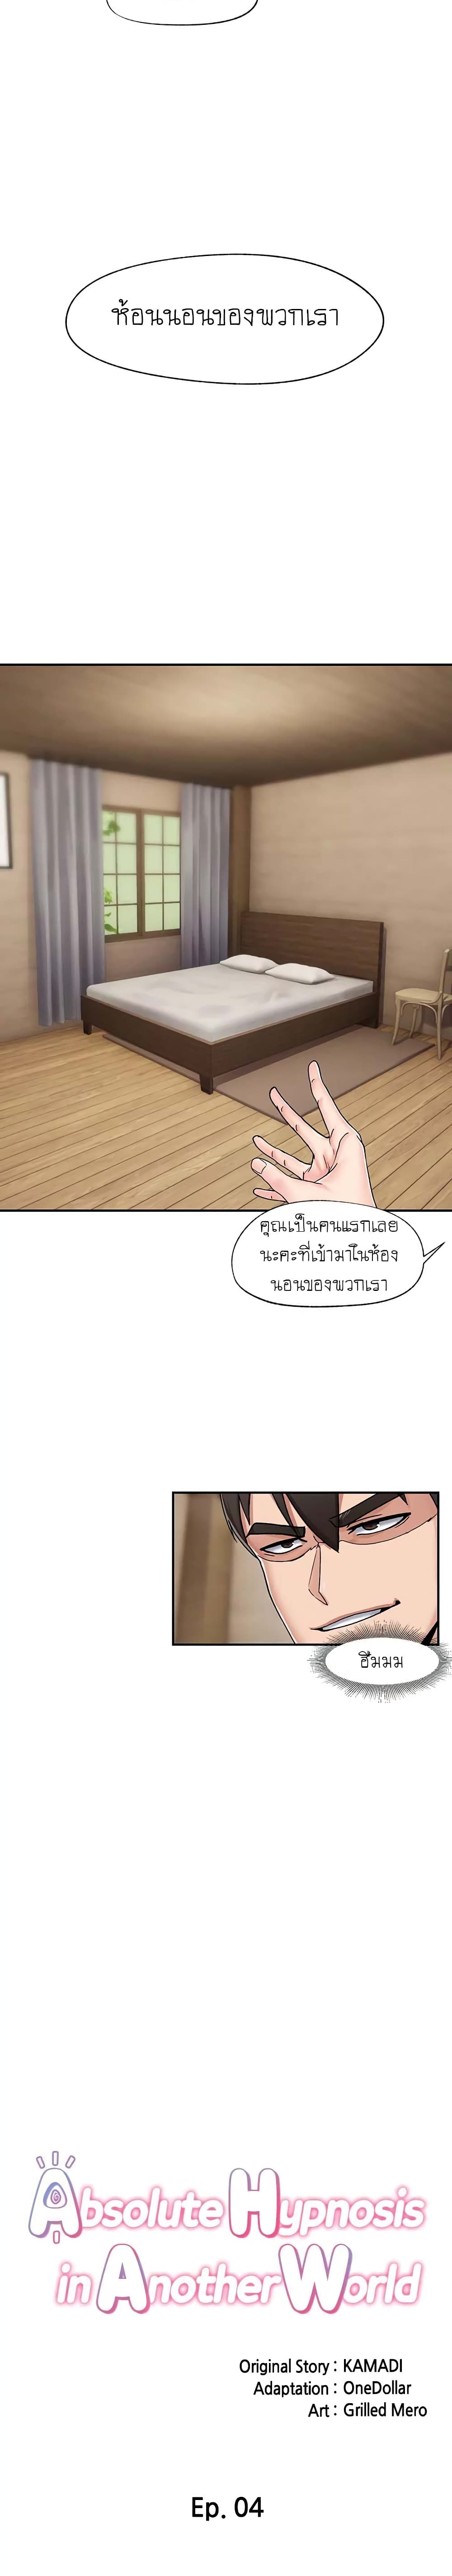 ห้อนนอนของพวกเรา
คุณเป็นคนแรกเลย
นะคะที่เข้ามาในห้อง
นอนของพวกเรา
ฮึมมม
Absolute Hypnosis
in Another World
Original Story : KAMADI
Adaptation : OneDollar
Art : Grilled Mero
Ep. 04